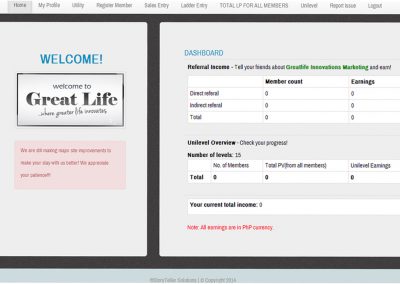 Home My Profile Utility Register Member Sales Entry Ladder Entry TOTAL LP FOR ALL MEMBERS Unilevel Report Issue Logout
WELCOME!
welcome to
Great Life
...where greater life innovates
We are still making major site improvements to
make your stay with us better! We appreciate
your patience!!!
DASHBOARD
Referral Income - Tell your friends about Greatlife Innovations Marketing and earn!
Member count Earnings
Direct referal 0 0
Indirect referal 0 0
Total 0 0
Unilevel Overview - Check your progress!
Number of levels: 15
No. of Members Total PV(from all members) Unilevel Earnings
Total 0 0 0
Your current total income: 0
Note: All earnings are in PhP currency.
Solutions | © Copyright 2014